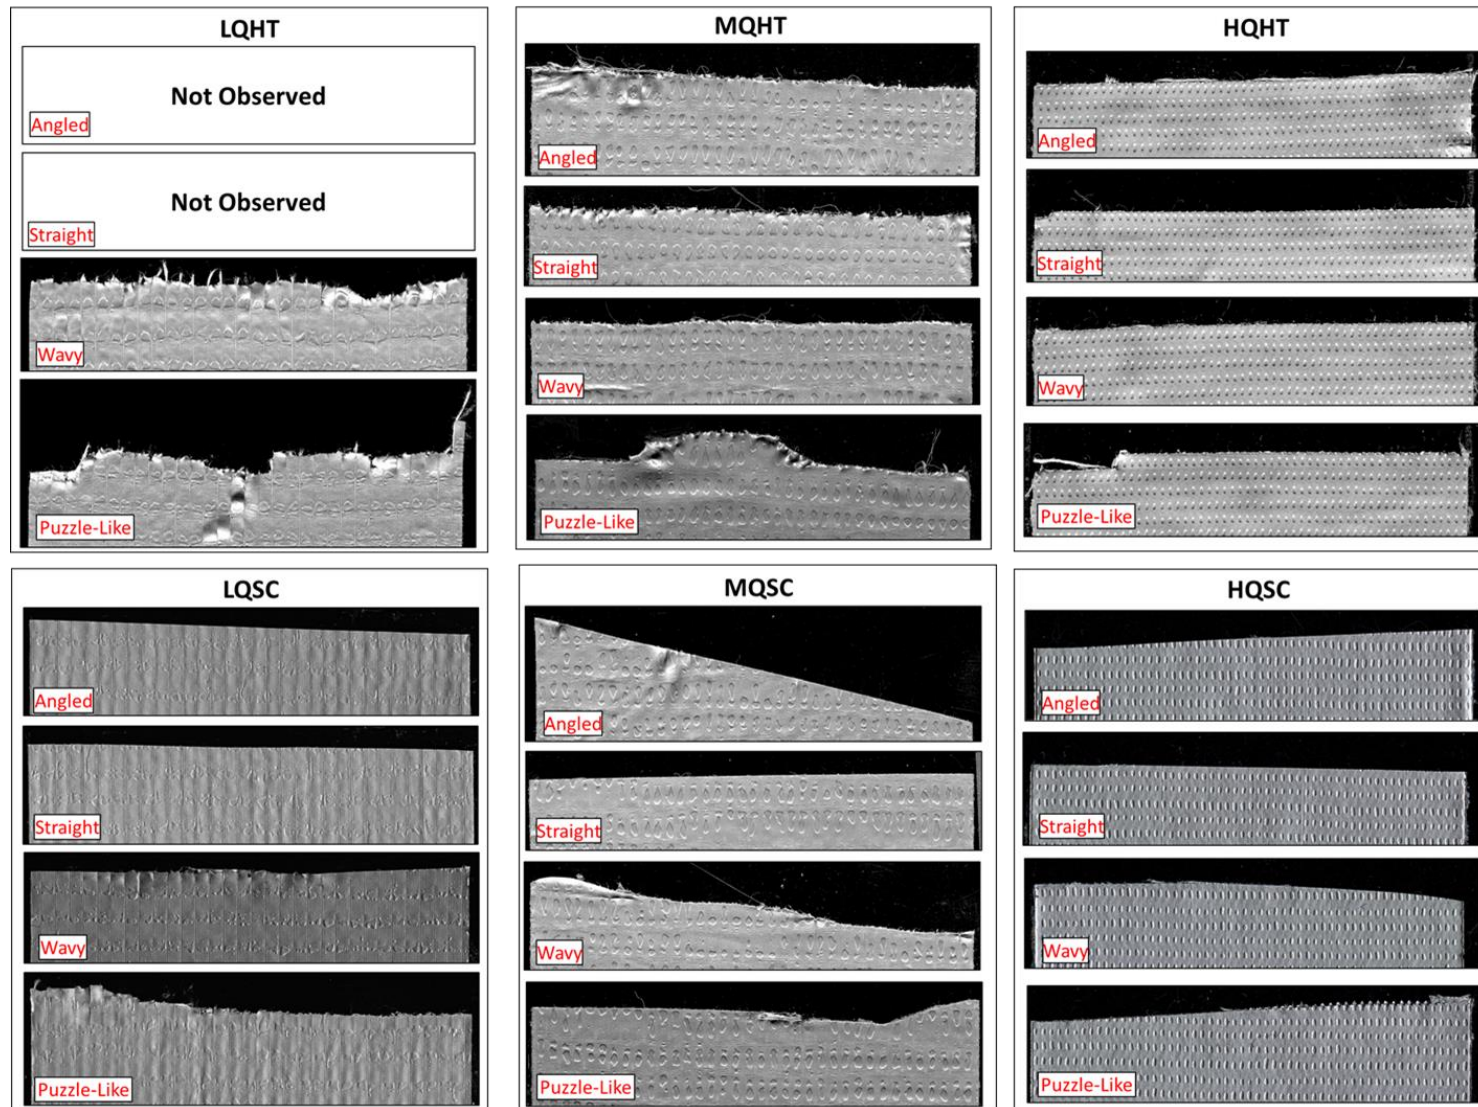 LQHT
Not Observed
Angled
Not Observed
Straight
Wavy
Puzzle-Like
MQHT
Angled
Straight
Wavy
Puzzle-Like
HQHT
Angled
Straight
Wavy
Puzzle-Like
LQSC
Angled
Straight
Wavy
Puzzle-Like
MQSC
Angled
Straight
Wavy
Puzzle-Like
HQSC
Angled
Straight
Wavy
Puzzle-Like